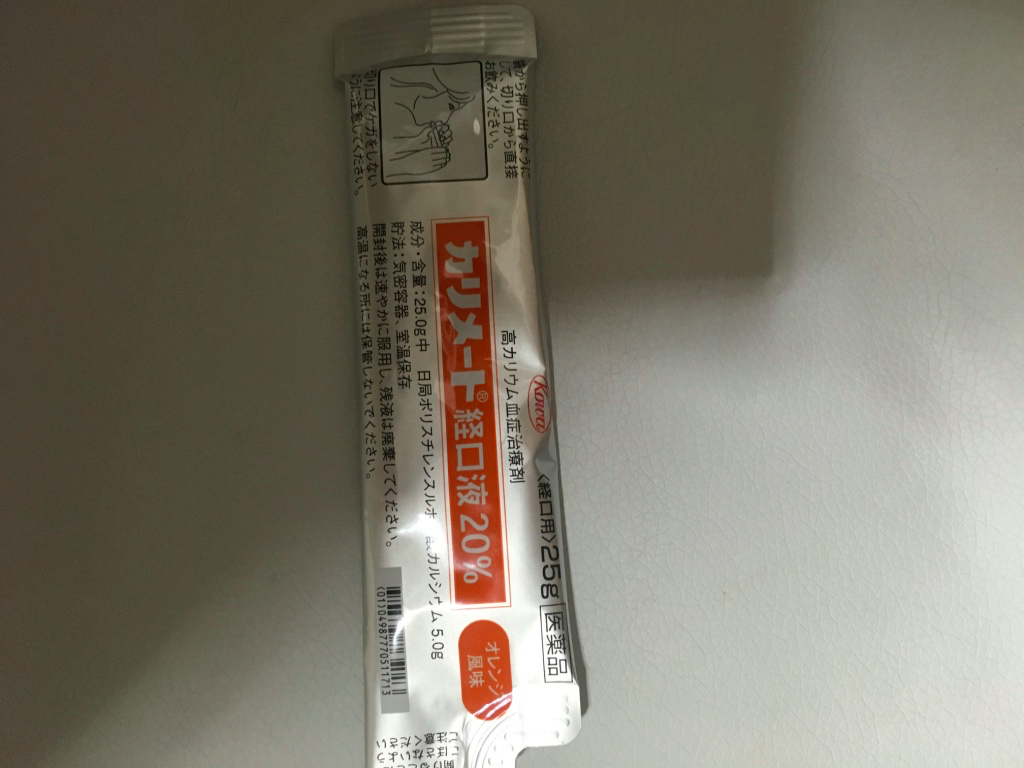 袋から押し出すように
して、切り口から直接
お飲みください。
切り口でケガをしない
ように注意してください。
Kowa
〈経口用〉25g 医薬品
高カリウム血症治療剤
カリメート®経口液20%
オレンジ
風味
成分・含量:25.0g中 日局ポリスチレンスルホ酸カルシウム 5.0g
貯法:気密容器、室温保存
開封後は速やかに服用し、残液は廃棄してください。
高温になる所には保管しないでください。
(01)04987770511713